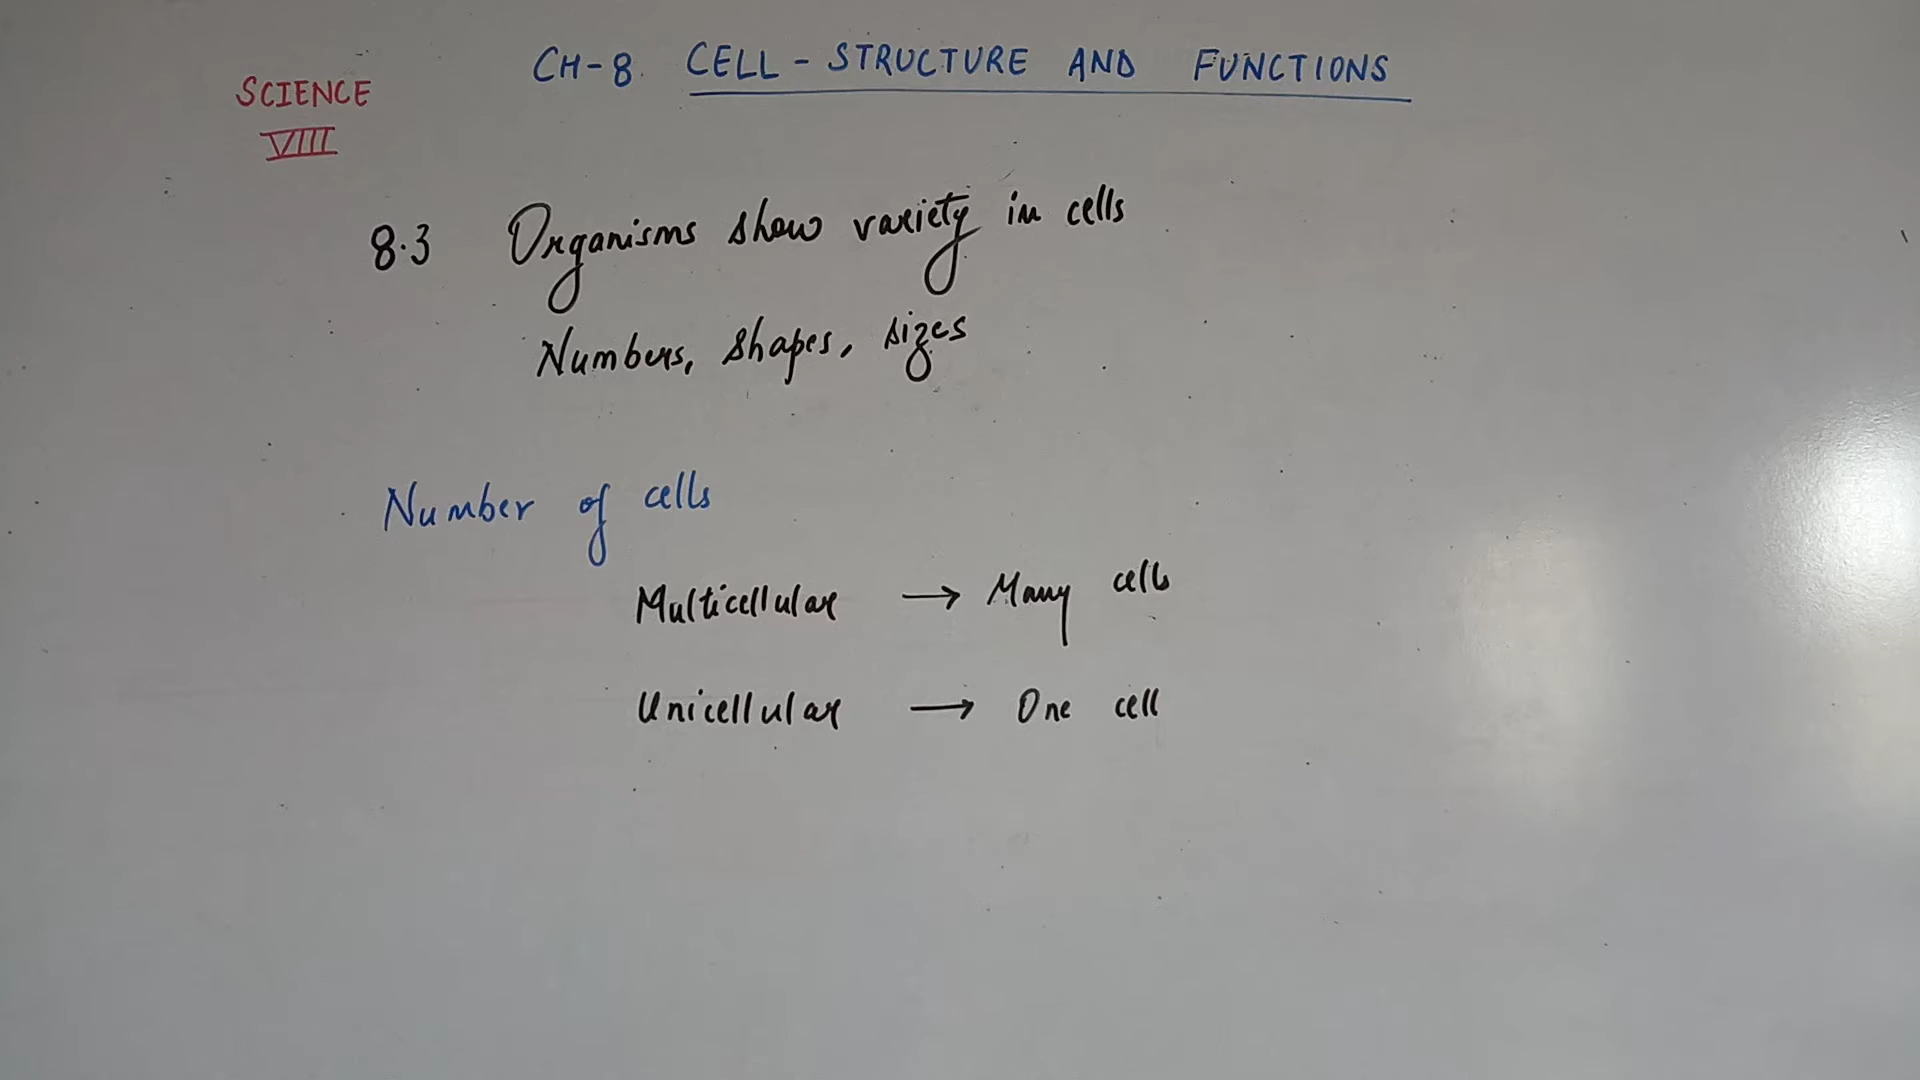 CH-8 CELL - STRUCTURE AND FUNCTIONS
SCIENCE
VIII
8.3 Organisms show variety in cells
Numbers, shapes, sizes
Number of cells
Multicellular → Many cells
Unicellular → One cell